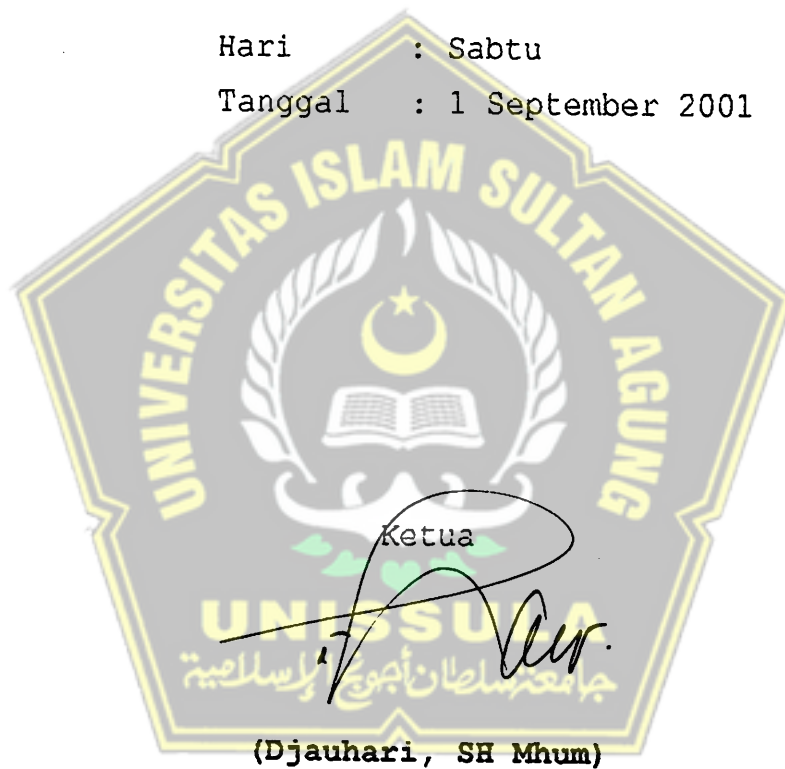 Hari : Sabtu
Tanggal : 1 September 2001
UNIVERSITAS ISLAM SULTAN AGUNG
Ketua
UNISSULA
جامعة سلطان أجونج الإسلامية
(Djauhari, SH Mhum)